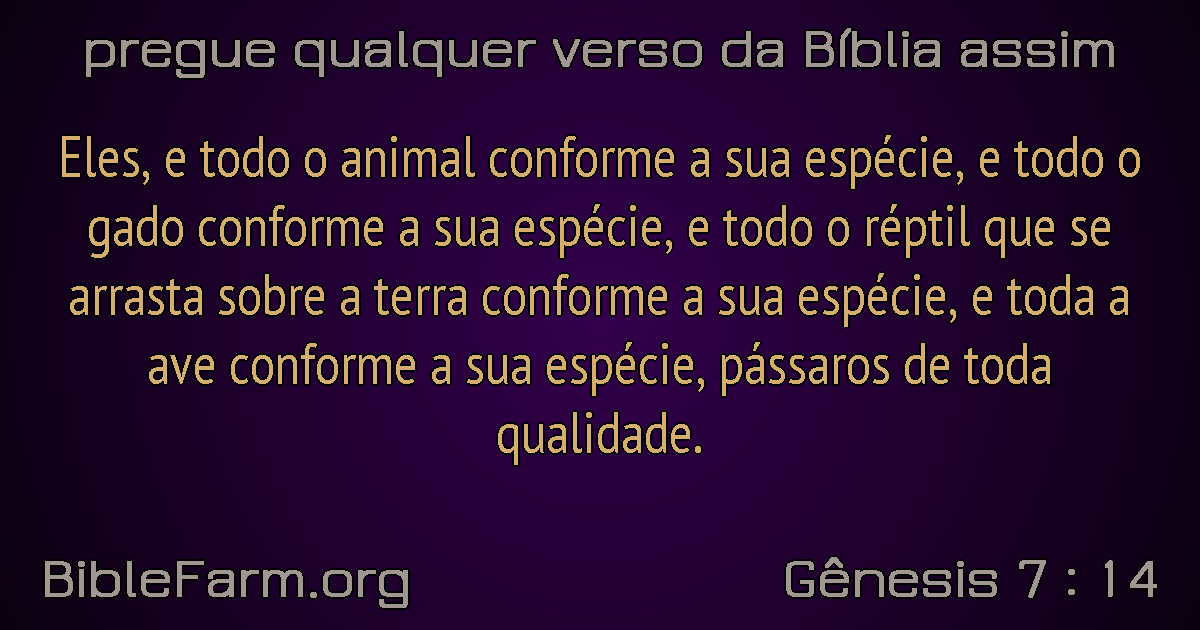 pregue qualquer verso da Bíblia assim
Eles, e todo o animal conforme a sua espécie, e todo o
gado conforme a sua espécie, e todo o réptil que se
arrasta sobre a terra conforme a sua espécie, e toda a
ave conforme a sua espécie, pássaros de toda
qualidade.
BibleFarm.org
Gênesis 7 : 14